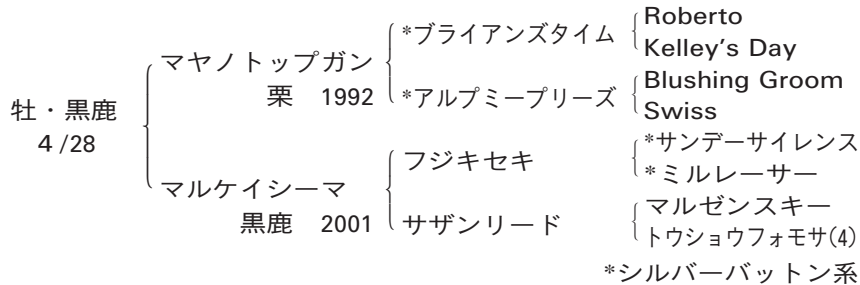 牡・黒鹿
4/28
マヤノトップガン
栗 1992
マルケイシーマ
黒鹿 2001
*ブライアンズタイム
*アルプミープリーズ
フジキセキ
サザンリード
Roberto
Kelley's Day
Blushing Groom
Swiss
*サンデーサイレンス
*ミルレーサー
マルゼンスキー
トウショウフォモサ(4)
*シルバーバットン系